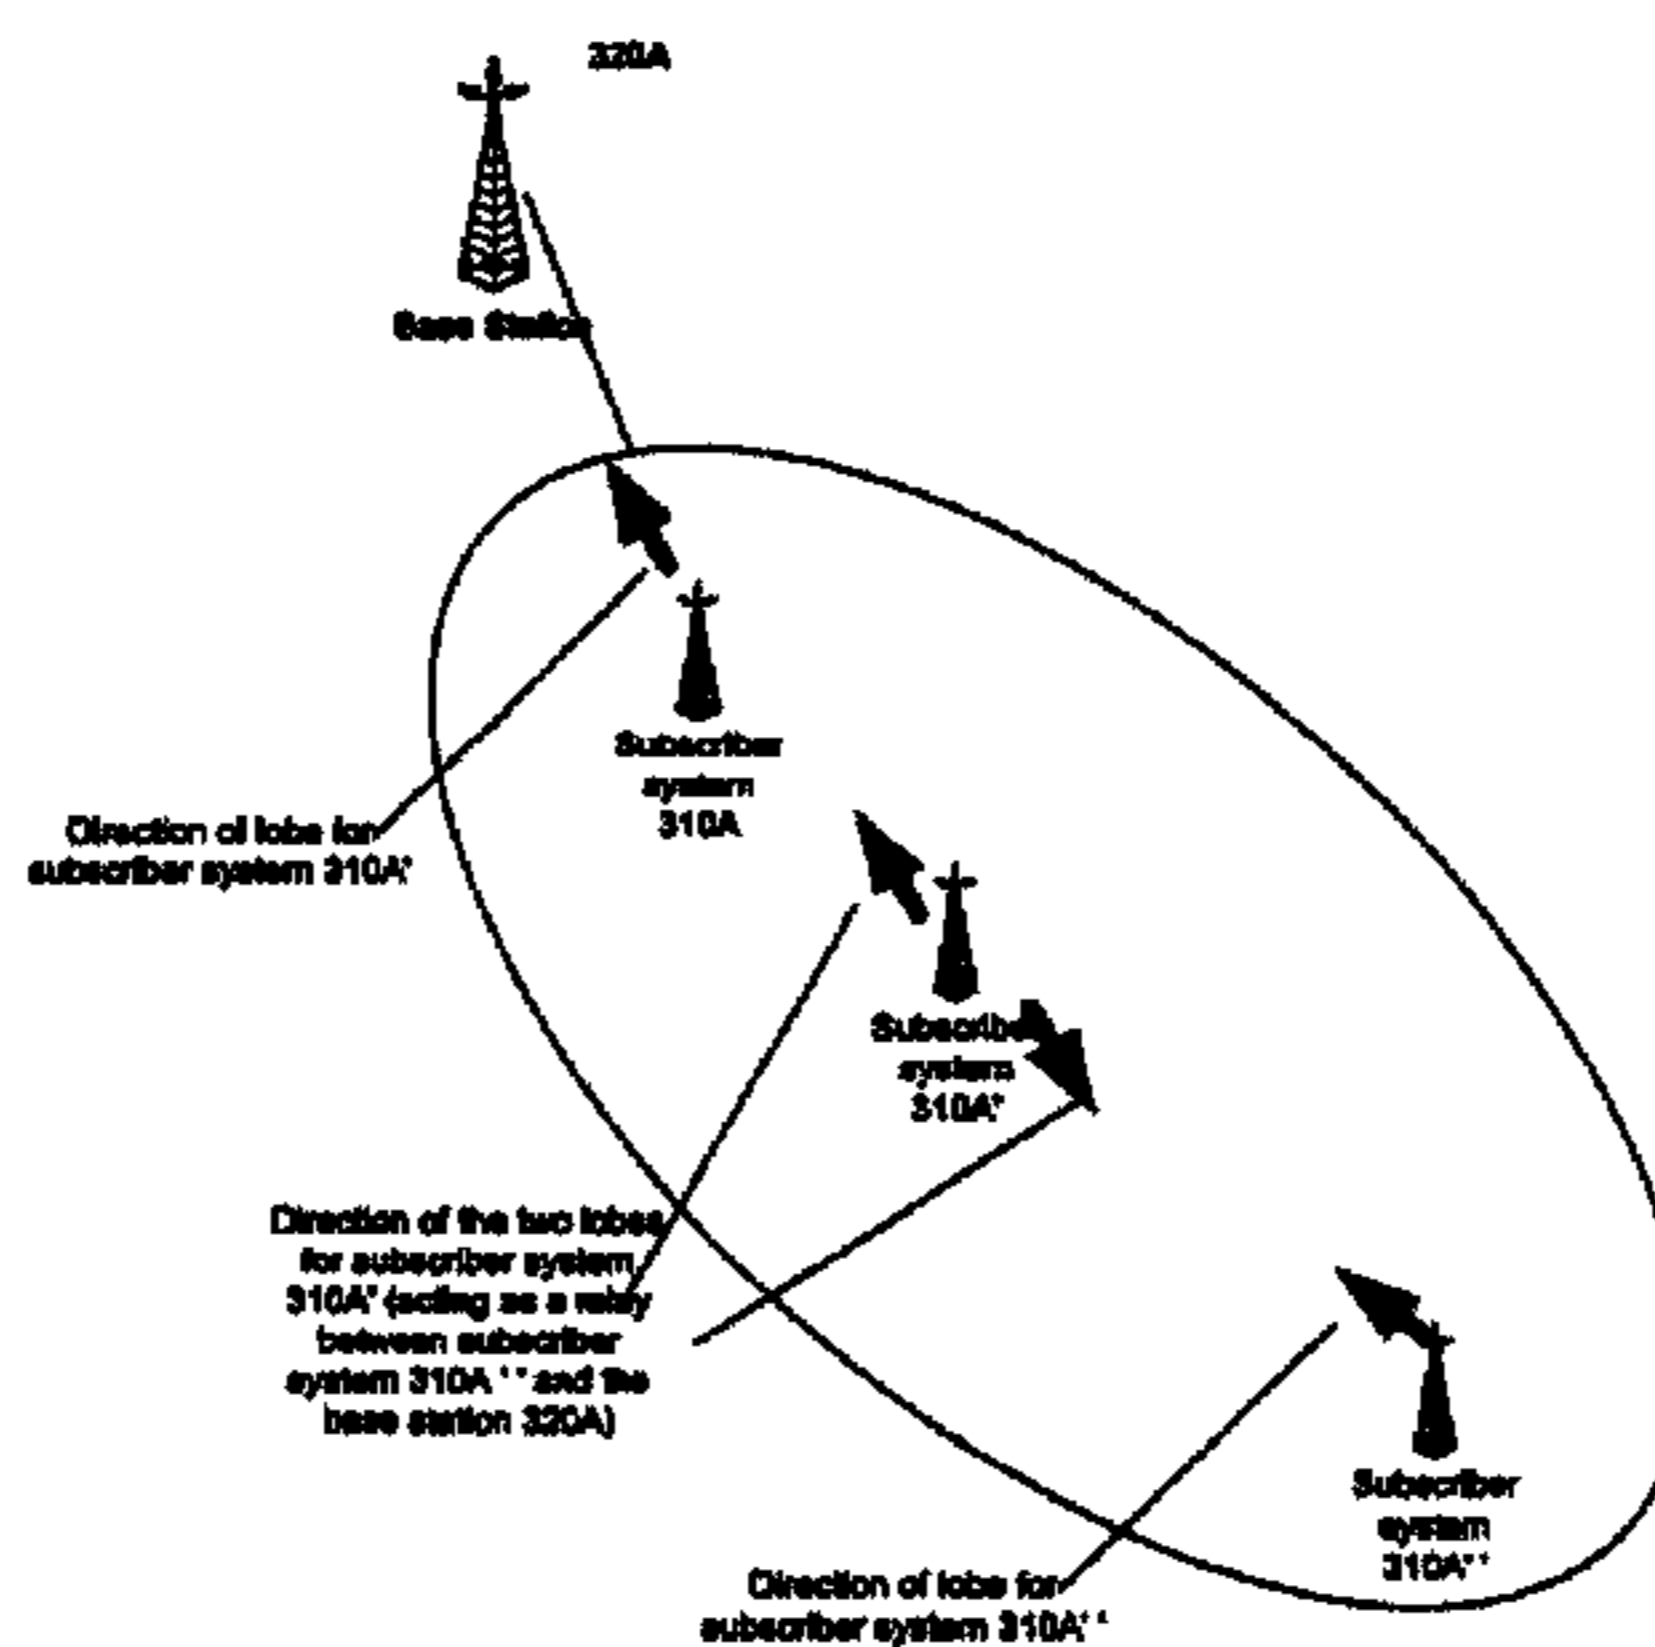 320A
Base Station
Subscriber
system
310A
Direction of lobe for
subscriber system 310A'
Subscriber
system
310A'
Direction of the two lobes
for subscriber system
310A' (acting as a relay
between subscriber
system 310A'' and the
base station 320A)
Subscriber
system
310A''
Direction of lobe for
subscriber system 310A''